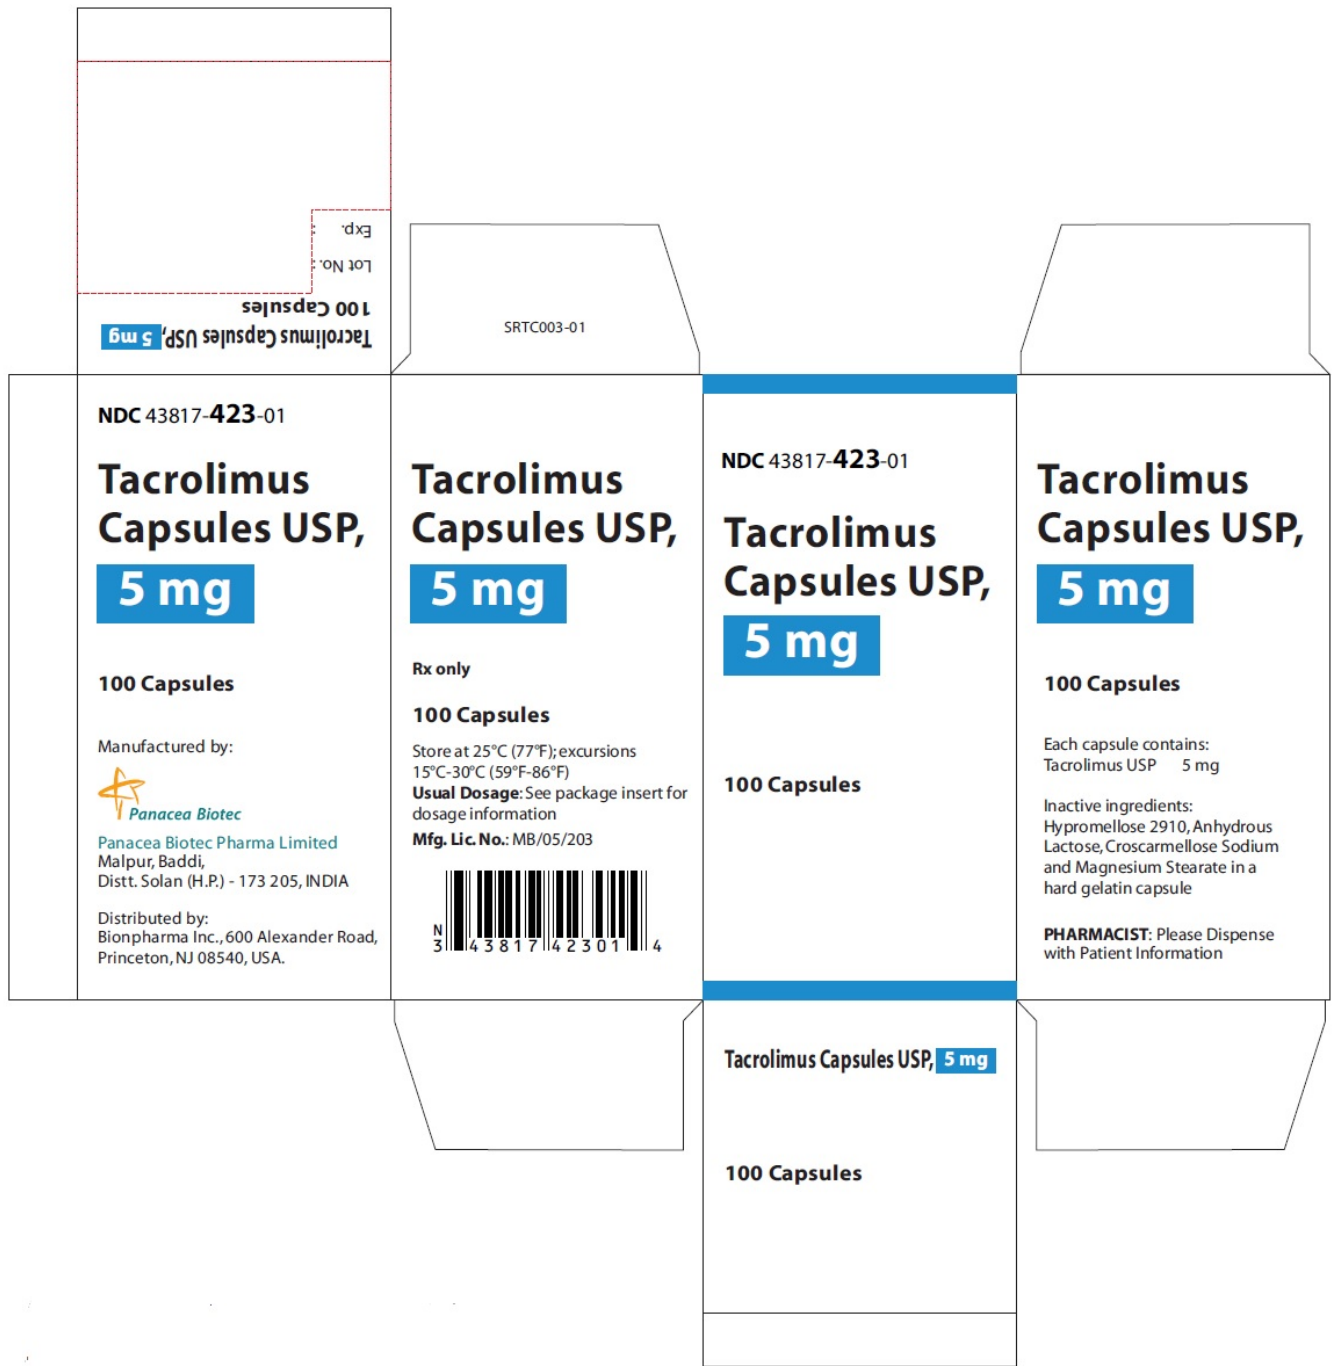 Exp. :
Lot No. :
100 Capsules
Tacrolimus Capsules USP, 5 mg
SRTC003-01
NDC 43817-423-01
Tacrolimus
Capsules USP,
5 mg
100 Capsules
Manufactured by:
Panacea Biotec
Panacea Biotec Pharma Limited
Malpur, Baddi,
Distt. Solan (H.P.) - 173 205, INDIA
Distributed by:
Bionpharma Inc., 600 Alexander Road,
Princeton, NJ 08540, USA.
Tacrolimus
Capsules USP,
5 mg
Rx only
100 Capsules
Store at 25°C (77°F); excursions
15°C-30°C (59°F-86°F)
Usual Dosage: See package insert for
dosage information
Mfg. Lic. No.: MB/05/203
N
3 43817 42301 4
NDC 43817-423-01
Tacrolimus
Capsules USP,
5 mg
100 Capsules
Tacrolimus
Capsules USP,
5 mg
100 Capsules
Each capsule contains:
Tacrolimus USP 5 mg
Inactive ingredients:
Hypromellose 2910, Anhydrous
Lactose, Croscarmellose Sodium
and Magnesium Stearate in a
hard gelatin capsule
PHARMACIST: Please Dispense
with Patient Information
Tacrolimus Capsules USP, 5 mg
100 Capsules